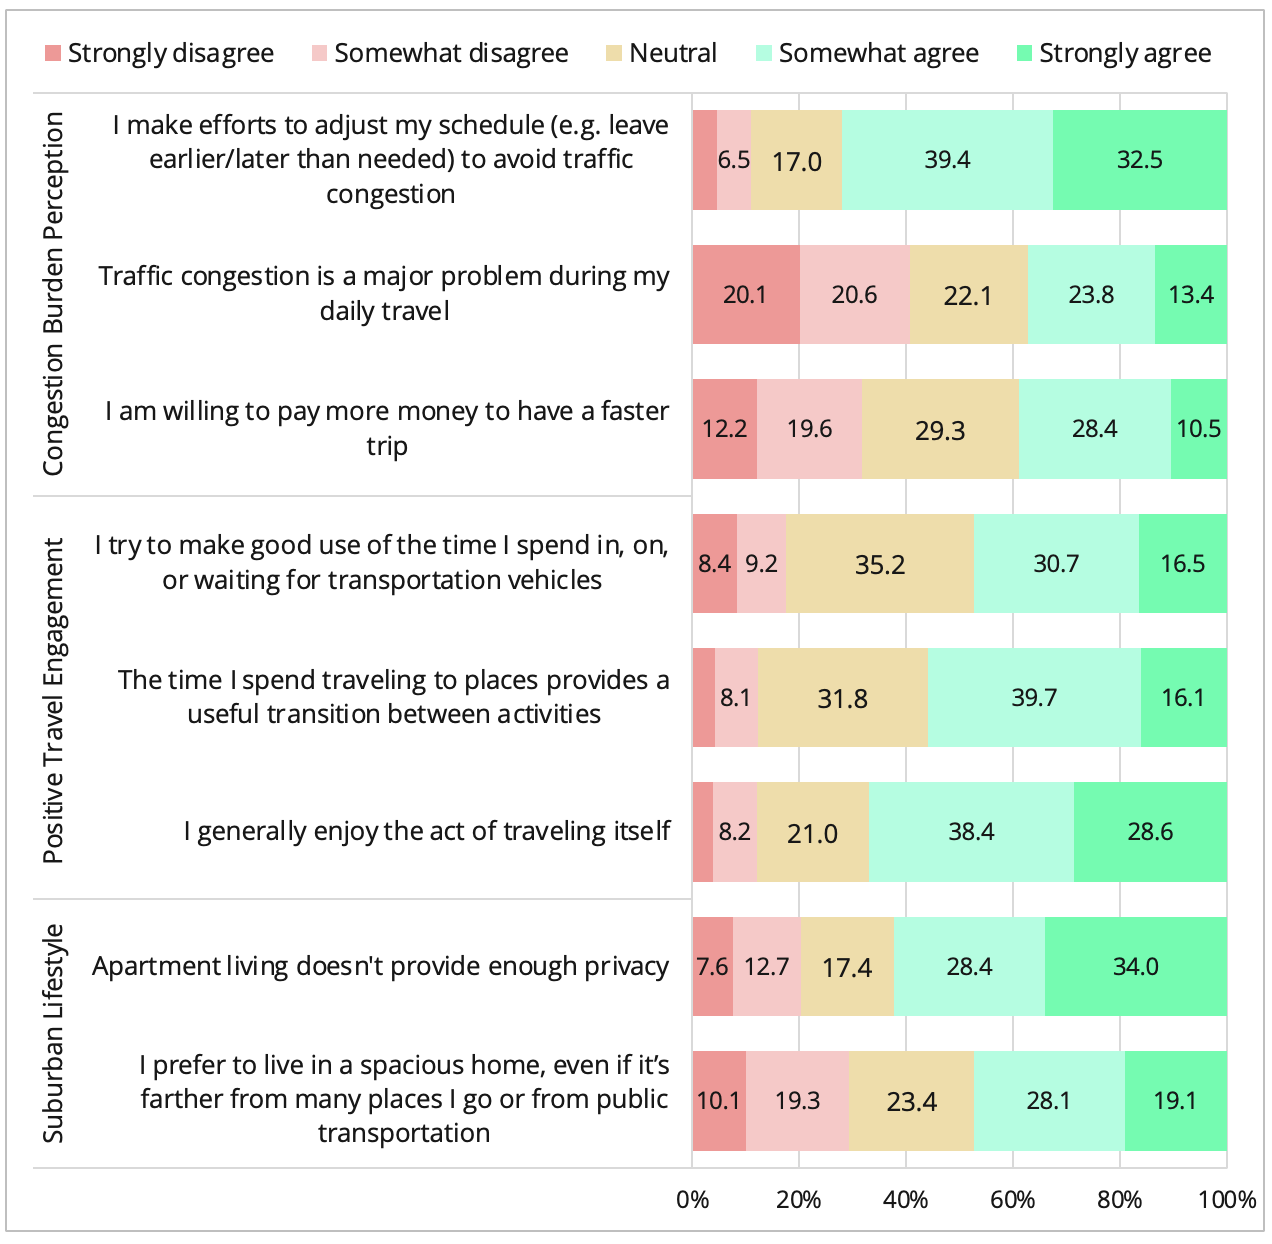 Strongly disagree Somewhat disagree Neutral Somewhat agree Strongly agree
Congestion Burden Perception
I make efforts to adjust my schedule (e.g. leave
earlier/later than needed) to avoid traffic
congestion
6.5 17.0 39.4 32.5
Traffic congestion is a major problem during my
daily travel
20.1 20.6 22.1 23.8 13.4
I am willing to pay more money to have a faster
trip
12.2 19.6 29.3 28.4 10.5
Positive Travel Engagement
I try to make good use of the time I spend in, on,
or waiting for transportation vehicles
8.4 9.2 35.2 30.7 16.5
The time I spend traveling to places provides a
useful transition between activities
8.1 31.8 39.7 16.1
I generally enjoy the act of traveling itself
8.2 21.0 38.4 28.6
Suburban Lifestyle
Apartment living doesn't provide enough privacy
7.6 12.7 17.4 28.4 34.0
I prefer to live in a spacious home, even if it’s
farther from many places I go or from public
transportation
10.1 19.3 23.4 28.1 19.1
0% 20% 40% 60% 80% 100%